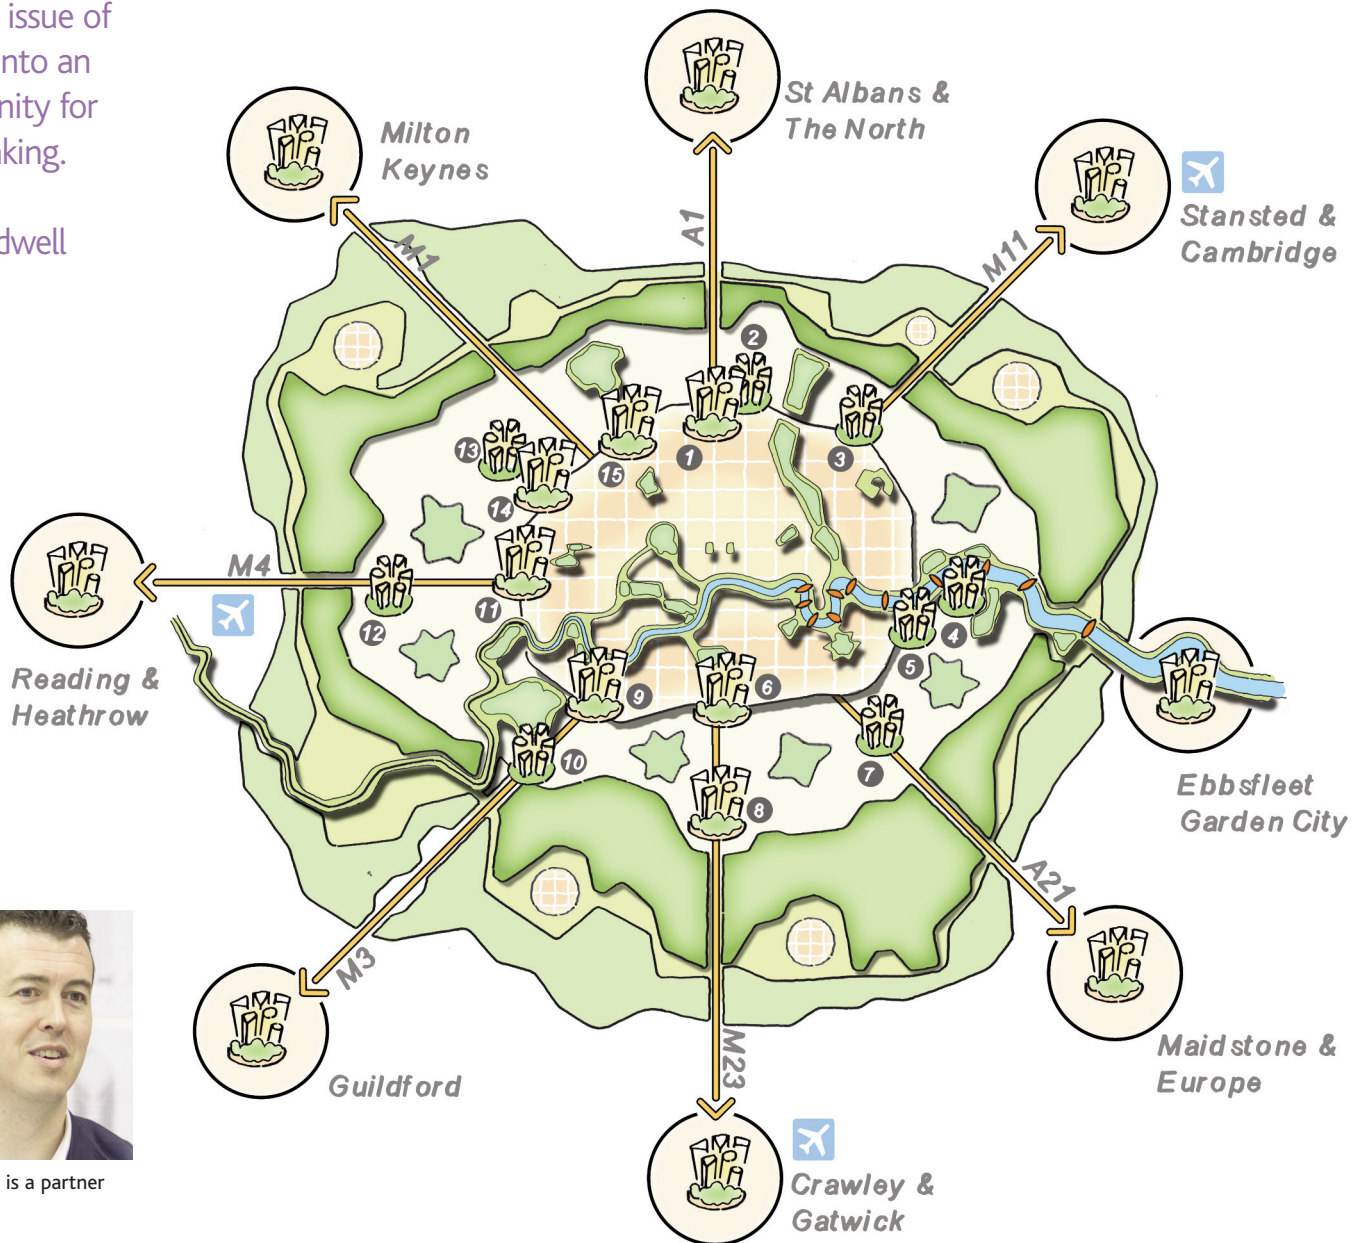 issue of
nto an
nity for
king.
dwell
St Albans &
The North
Milton
Keynes
Stansted &
Cambridge
M1
A1
M11
2
1
3
15
13
14
M4
11
12
4
5
6
9
10
7
8
Reading &
Heathrow
Ebbsfleet
Garden City
A21
M3
M23
Guildford
Maidstone &
Europe
Crawley &
Gatwick
is a partner